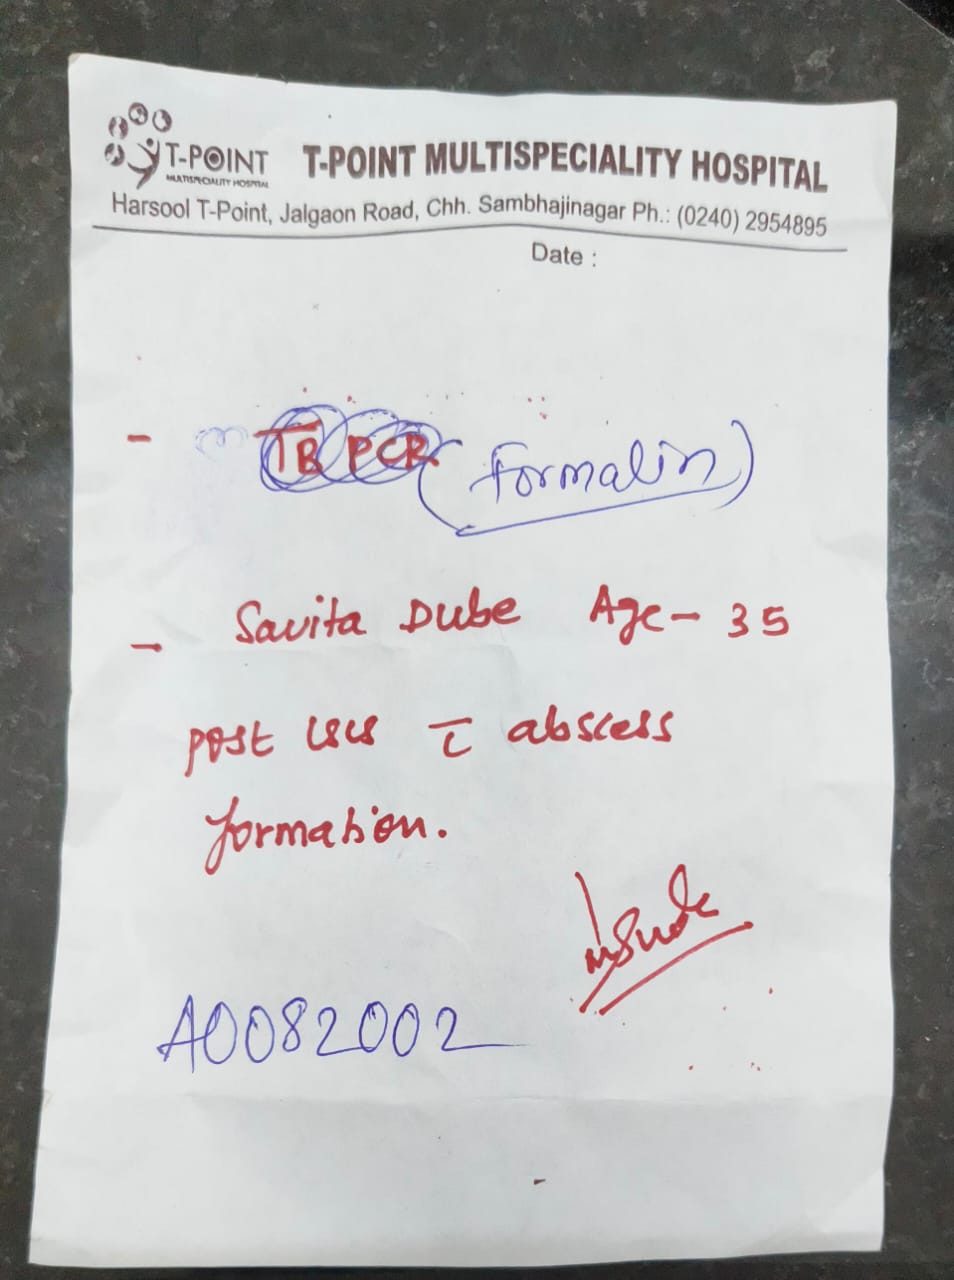 T-POINT
MULTISPECIALITY HOSPITAL
T-POINT MULTISPECIALITY HOSPITAL
Harsool T-Point, Jalgaon Road, Chh. Sambhajinagar Ph.: (0240) 2954895
Date :
- TB PCR (Formalin)
- Savita Dube Age - 35
post LSCS c̅ abscess
formation.
A0082002